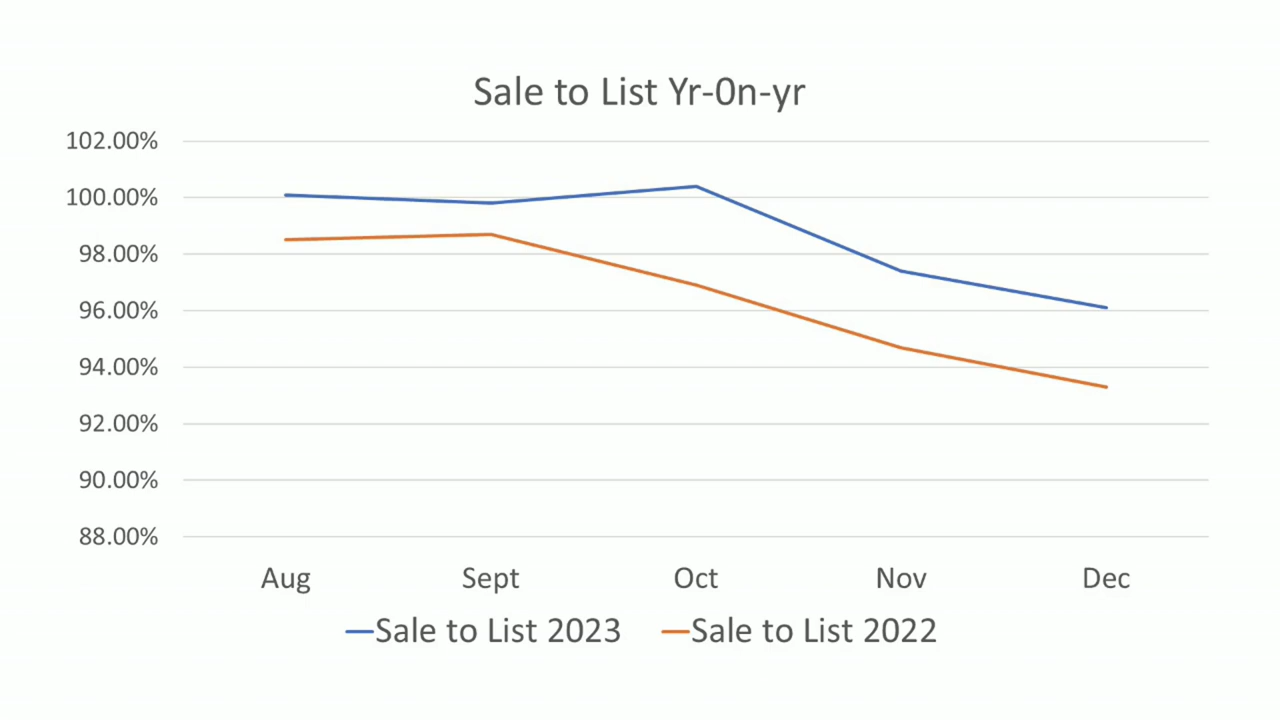 Sale to List Yr-0n-yr
102.00%
100.00%
98.00%
96.00%
94.00%
92.00%
90.00%
88.00%
Aug Sept Oct Nov Dec
Sale to List 2023 Sale to List 2022